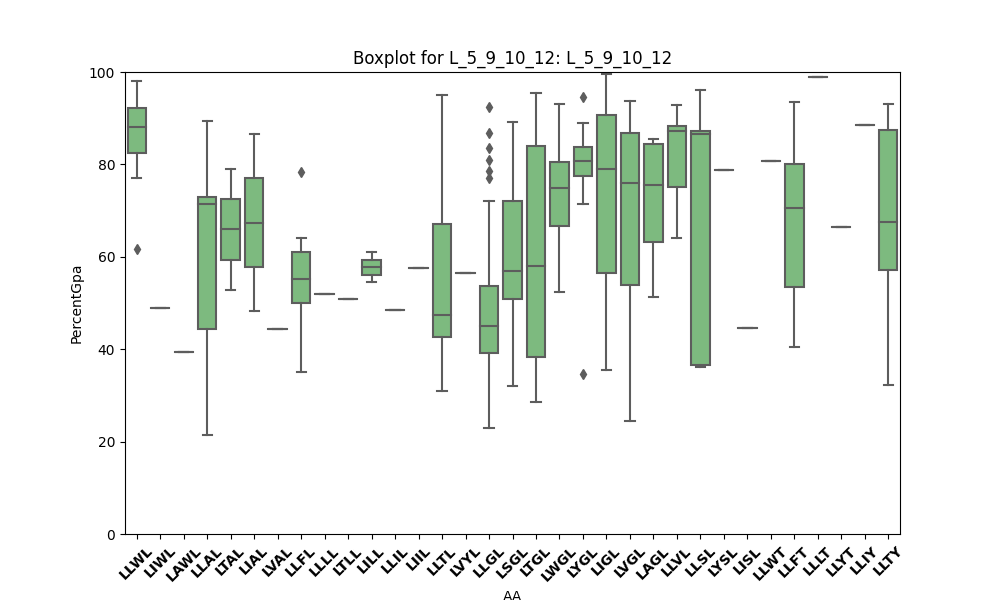 Boxplot for L_5_9_10_12: L_5_9_10_12
100
80
60
40
20
0
PercentGpa
LLWL LIWL LAWL LLAL LTAL LIAL LVAL LLFL LLLL LTLL LILL LLIL LIIL LLTL LVYL LLGL LSGL LTGL LWGL LYGL LIGL LVGL LAGL LLVL LLSL LYSL LISL LLWT LLFT LLLT LLYT LLIY LLTY
AA